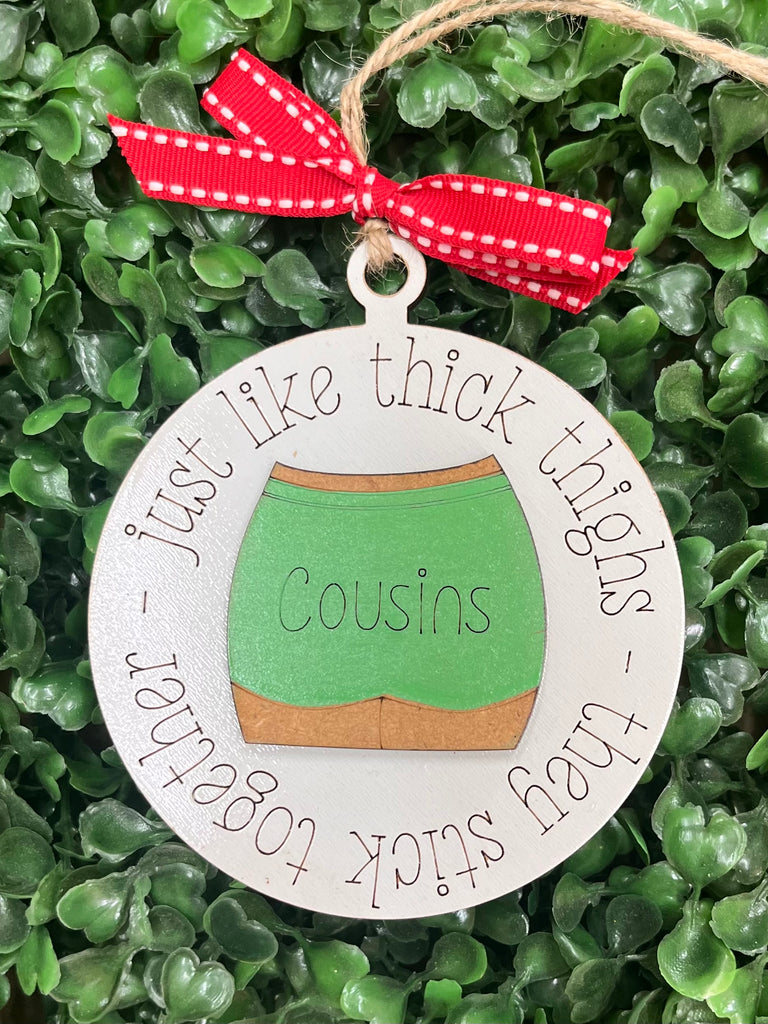 Cousins
- just like thick thighs - they stick together